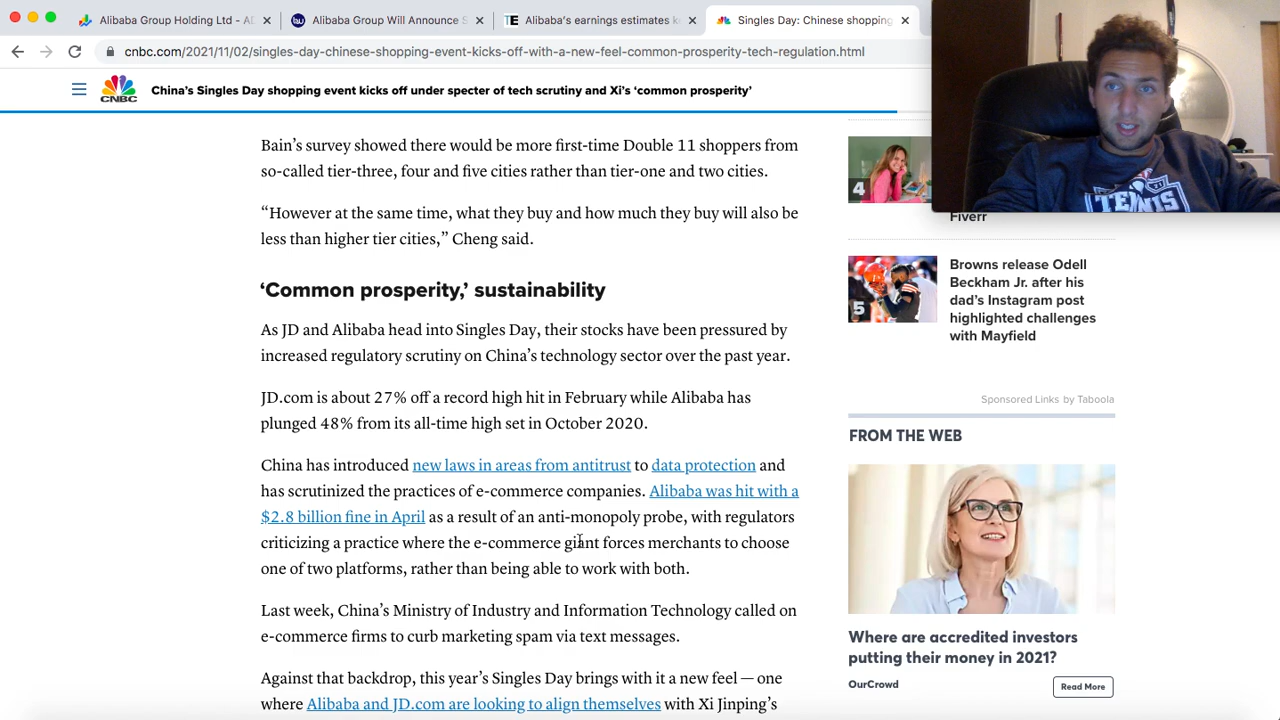 Alibaba Group Holding Ltd - AD
Alibaba Group Will Announce S
Alibaba's earnings estimates k
Singles Day: Chinese shopping
cnbc.com/2021/11/02/singles-day-chinese-shopping-event-kicks-off-with-a-new-feel-common-prosperity-tech-regulation.html
CNBC
China's Singles Day shopping event kicks off under specter of tech scrutiny and Xi's ‘common prosperity’
Bain's survey showed there would be more first-time Double 11 shoppers from
so-called tier-three, four and five cities rather than tier-one and two cities.
“However at the same time, what they buy and how much they buy will also be
less than higher tier cities,” Cheng said.
‘Common prosperity,’ sustainability
As JD and Alibaba head into Singles Day, their stocks have been pressured by
increased regulatory scrutiny on China's technology sector over the past year.
JD.com is about 27% off a record high hit in February while Alibaba has
plunged 48% from its all-time high set in October 2020.
China has introduced new laws in areas from antitrust to data protection and
has scrutinized the practices of e-commerce companies. Alibaba was hit with a
$2.8 billion fine in April as a result of an anti-monopoly probe, with regulators
criticizing a practice where the e-commerce giant forces merchants to choose
one of two platforms, rather than being able to work with both.
Last week, China's Ministry of Industry and Information Technology called on
e-commerce firms to curb marketing spam via text messages.
Against that backdrop, this year's Singles Day brings with it a new feel — one
where Alibaba and JD.com are looking to align themselves with Xi Jinping's
4
Fiverr
5
Browns release Odell
Beckham Jr. after his
dad's Instagram post
highlighted challenges
with Mayfield
Sponsored Links by Taboola
FROM THE WEB
Where are accredited investors
putting their money in 2021?
OurCrowd
Read More
TENNIS